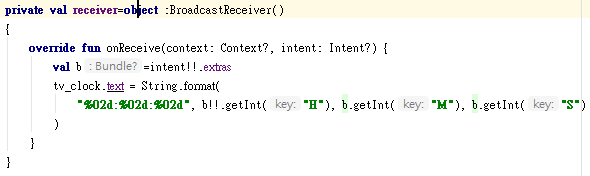 private val receiver=object :BroadcastReceiver()
{
override fun onReceive(context: Context?, intent: Intent?) {
val b : Bundle? =intent!!.extras
tv_clock.text = String.format(
"%02d:%02d:%02d", b!!.getInt( key: "H"), b.getInt( key: "M"), b.getInt( key: "S")
)
}
}